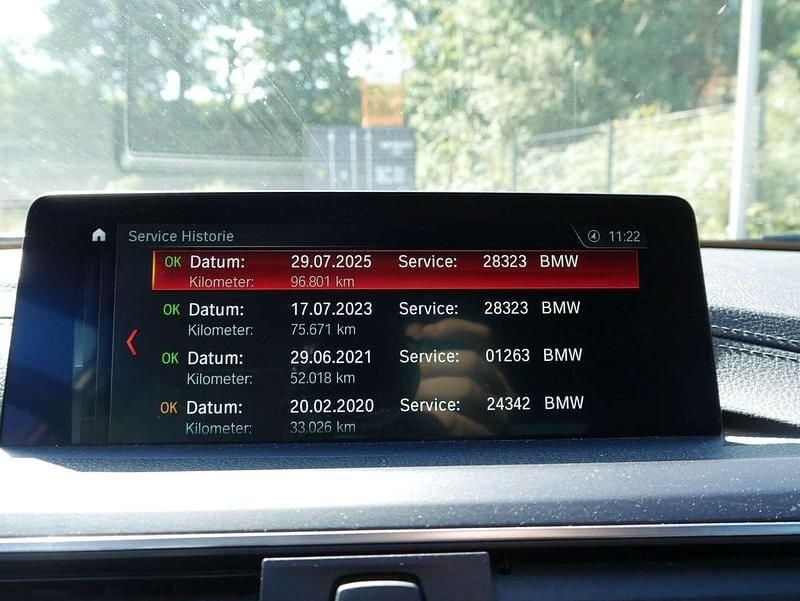 Service Historie 11:22
OK Datum: 29.07.2025 Service: 28323 BMW
Kilometer: 96.801 km
OK Datum: 17.07.2023 Service: 28323 BMW
Kilometer: 75.671 km
OK Datum: 29.06.2021 Service: 01263 BMW
Kilometer: 52.018 km
OK Datum: 20.02.2020 Service: 24342 BMW
Kilometer: 33.026 km